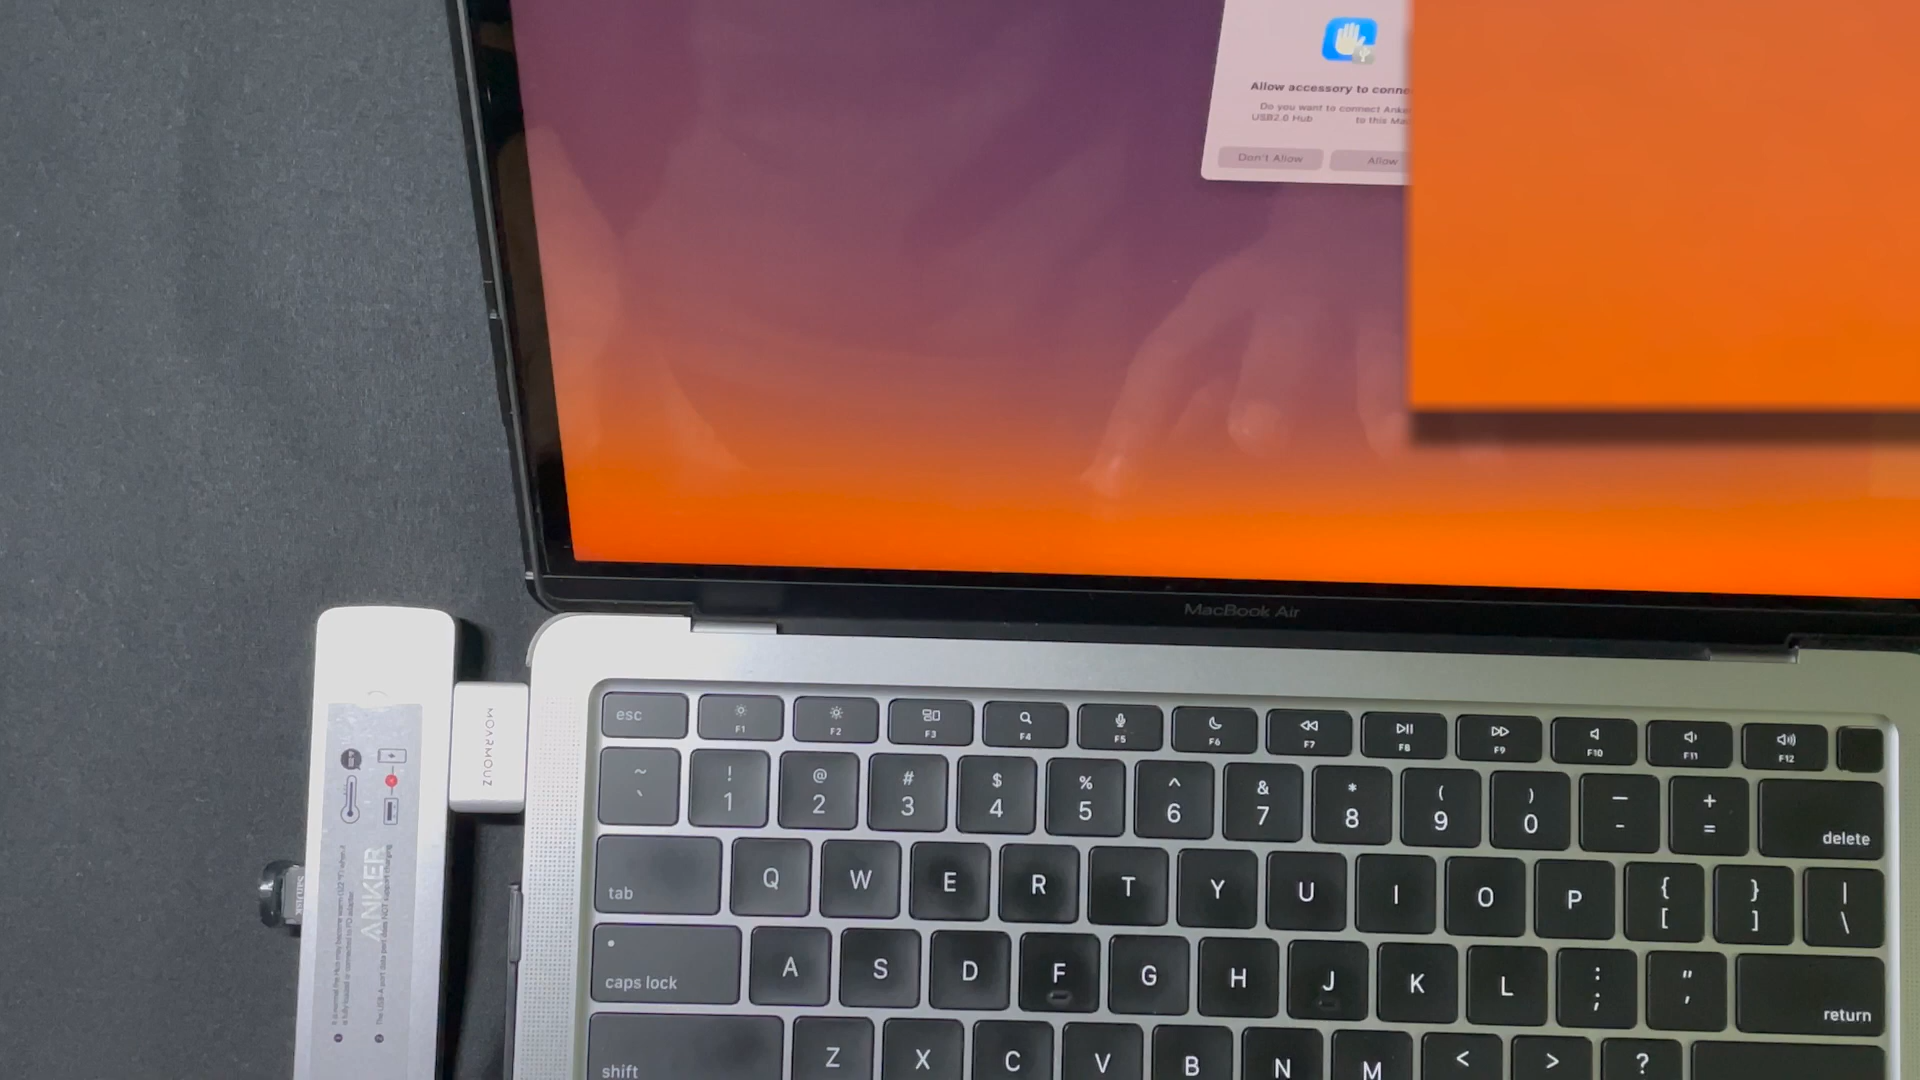 Allow accessory to conne
Do you want to connect Anke
USB2.0 Hub to this Ma
Don't Allow
Allow
MacBook Air
MOARMOUZ
esc
F1
F2
F3
F4
F5
F6
F7
F8
F9
F10
F11
F12
~ ! @ # $ % ^ & * ( ) — +
` 1 2 3 4 5 6 7 8 9 0 - = delete
tab Q W E R T Y U I O P { [ } ] | \
caps lock A S D F G H J K L : ; " ' return
shift Z X C V B N M < > ?
ANKER
SanDisk